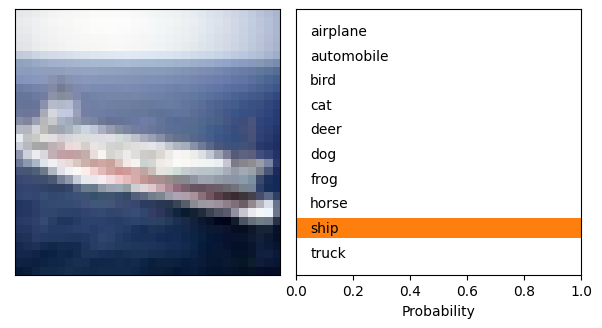 airplane
automobile
bird
cat
deer
dog
frog
horse
ship
truck
0.0 0.2 0.4 0.6 0.8 1.0
Probability